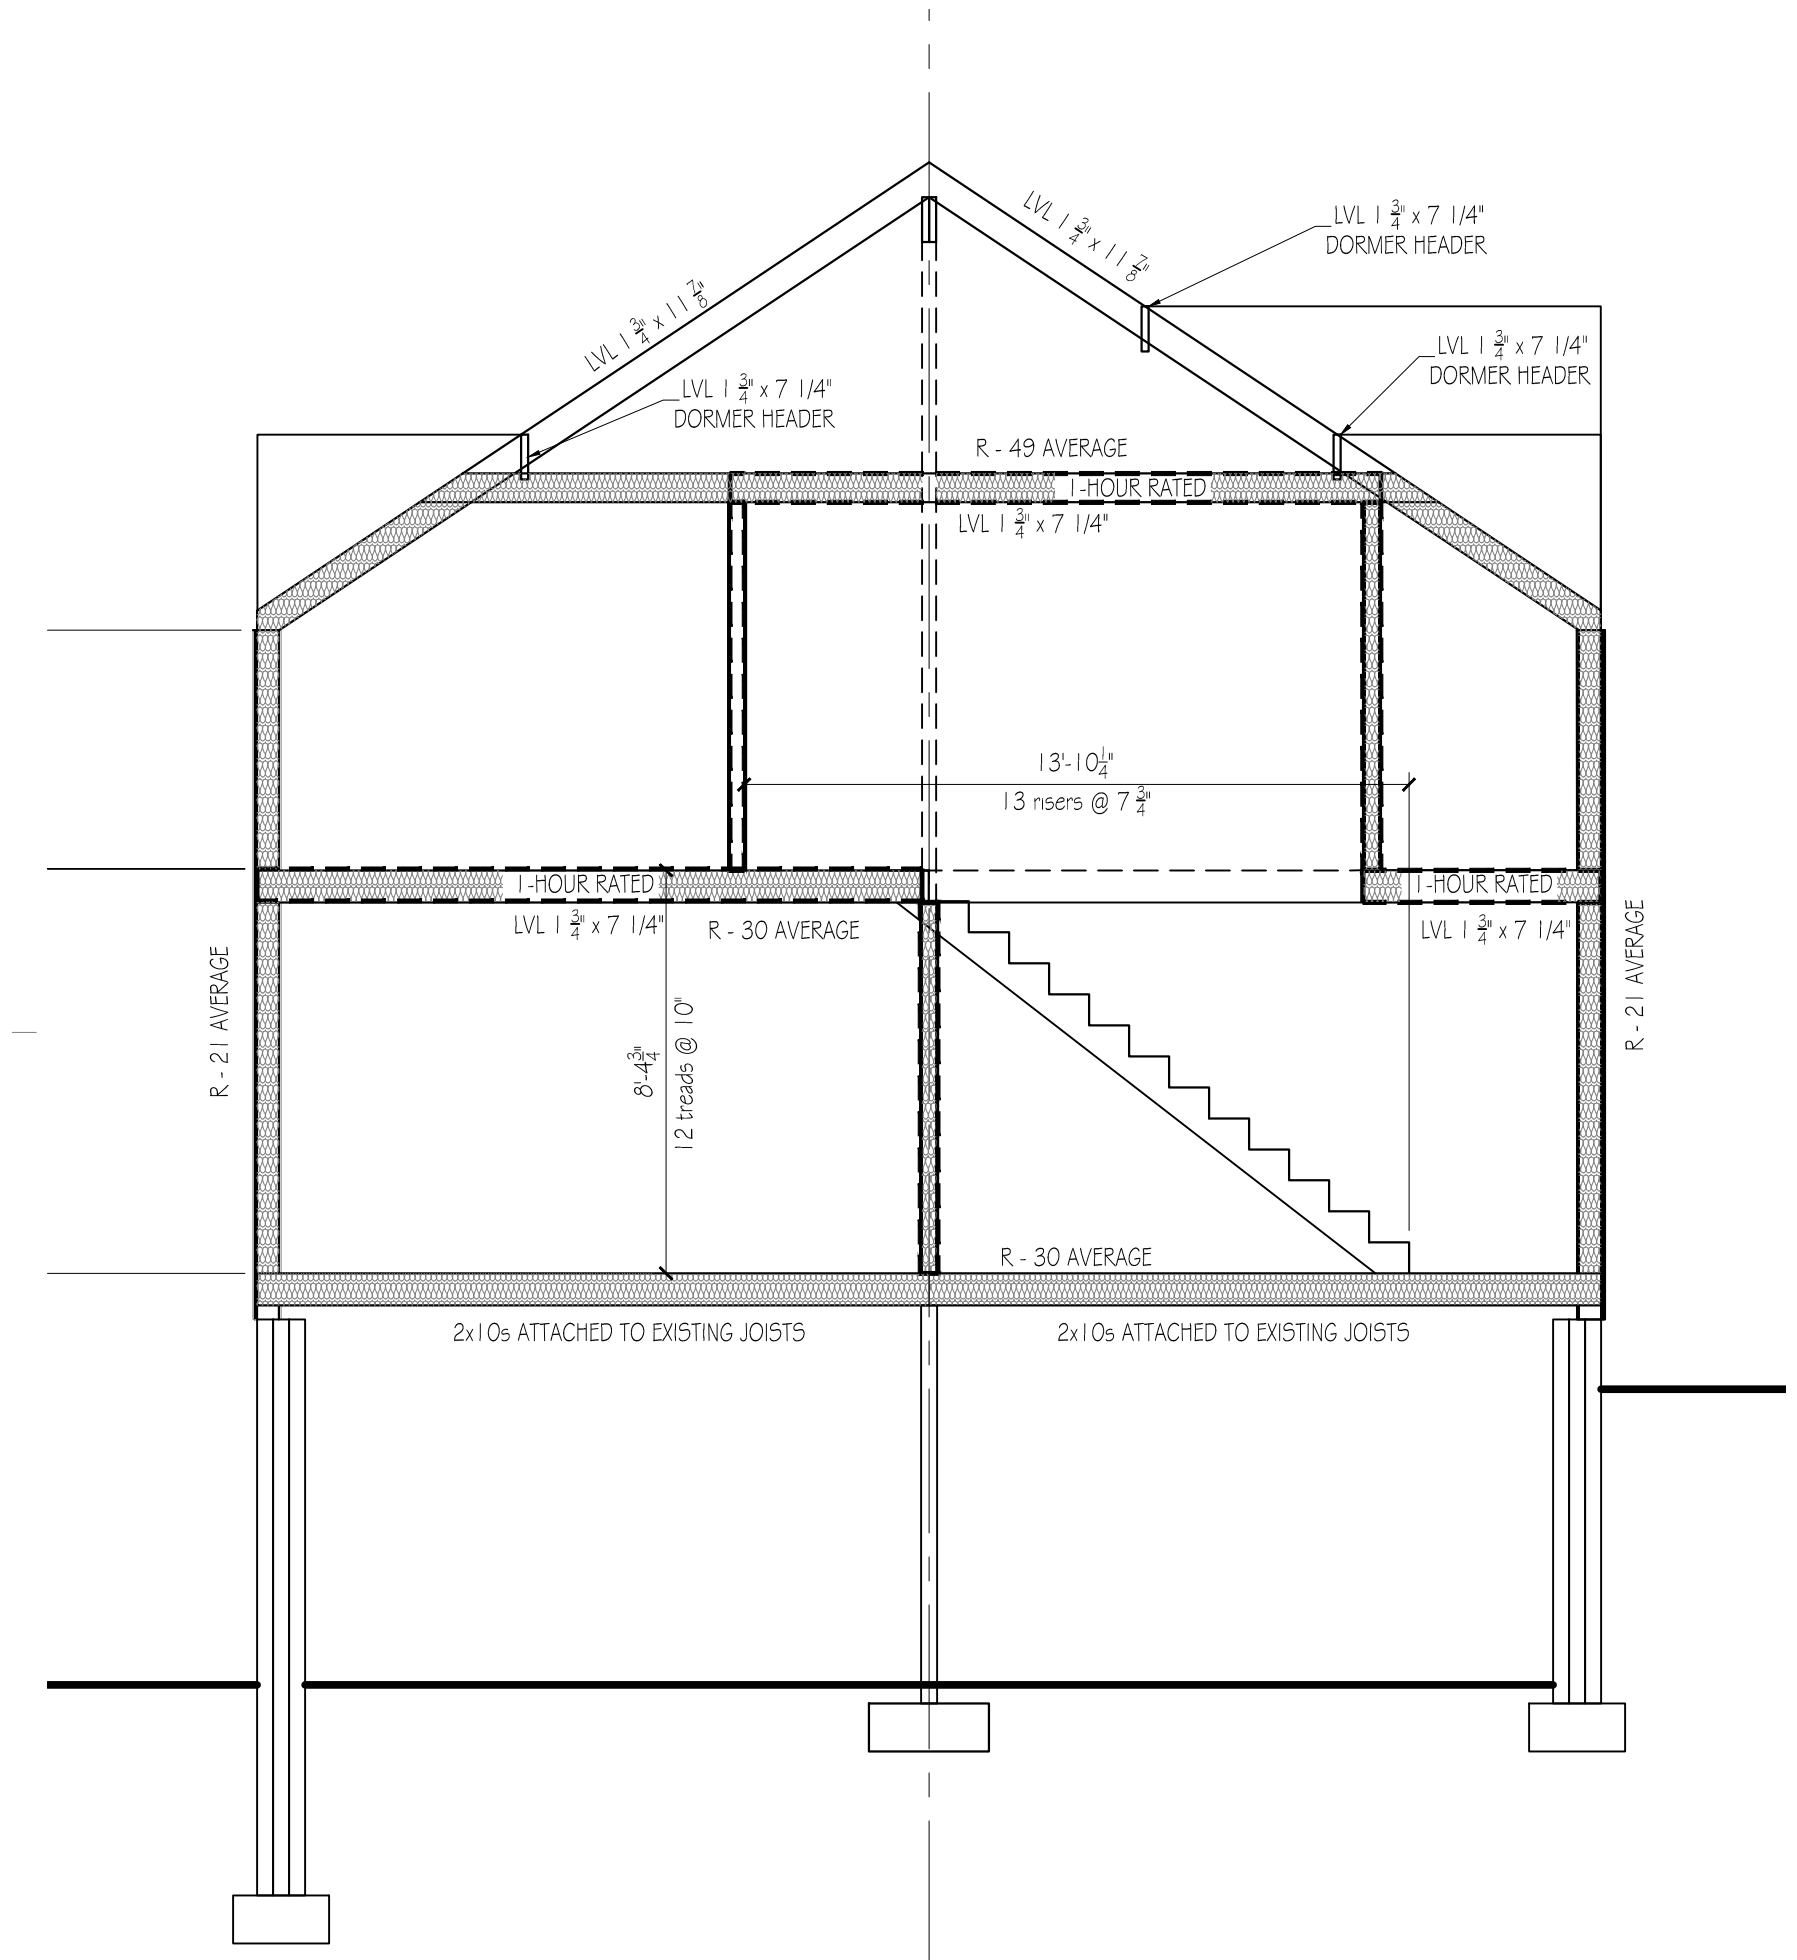 LVL 1 3/4" x 11 7/8"
LVL 1 3/4" x 11 7/8"
LVL 1 3/4" x 7 1/4"
DORMER HEADER
LVL 1 3/4" x 7 1/4"
DORMER HEADER
LVL 1 3/4" x 7 1/4"
DORMER HEADER
R - 49 AVERAGE
1-HOUR RATED
LVL 1 3/4" x 7 1/4"
13'-10 1/4"
13 risers @ 7 3/4"
1-HOUR RATED
1-HOUR RATED
LVL 1 3/4" x 7 1/4"
R - 30 AVERAGE
LVL 1 3/4" x 7 1/4"
R - 21 AVERAGE
8'-4 3/4"
12 treads @ 10"
R - 21 AVERAGE
R - 30 AVERAGE
2x10s ATTACHED TO EXISTING JOISTS
2x10s ATTACHED TO EXISTING JOISTS